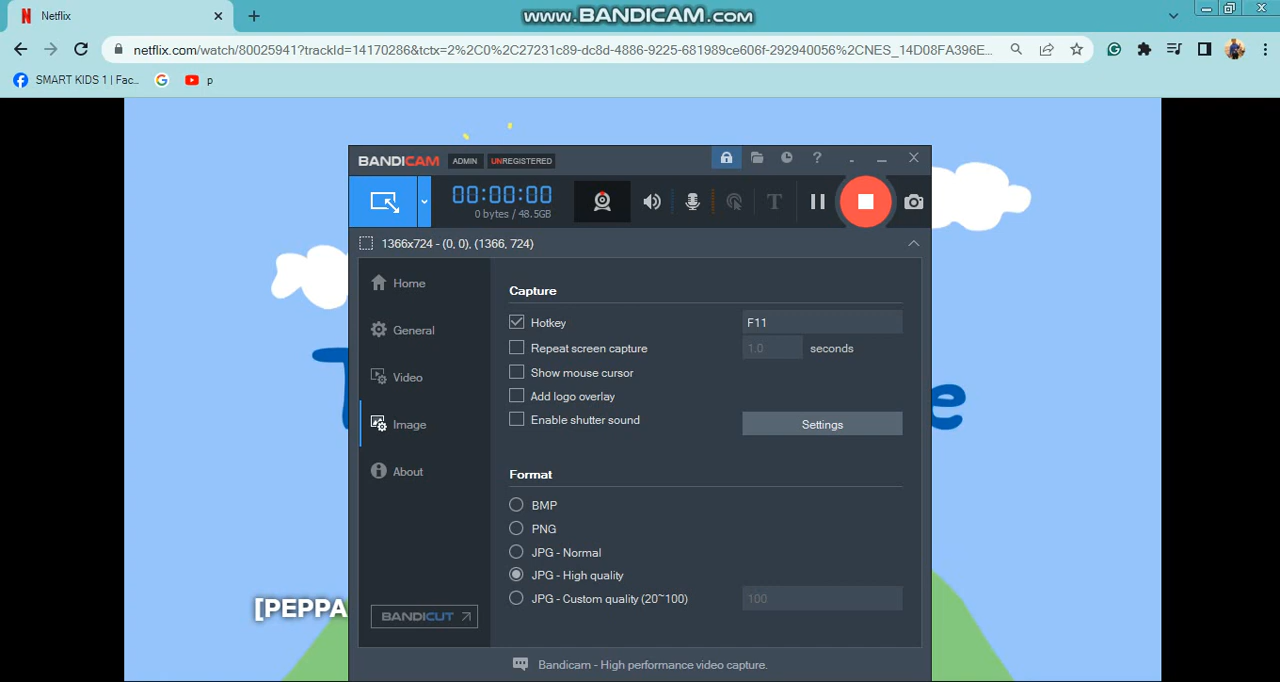 Netflix
www.BANDICAM.com
netflix.com/watch/80025941?trackId=14170286&tctx=2%2C0%2C27231c89-dc8d-4886-9225-681989ce606f-292940056%2CNES_14D08FA396E...
SMART KIDS 1 | Fac...
p
BANDICAM ADMIN UNREGISTERED
00:00:00
0 bytes / 48.5GB
1366x724 - (0, 0), (1366, 724)
Home
General
Video
Image
About
BANDICUT
Capture
Hotkey F11
Repeat screen capture 1.0 seconds
Show mouse cursor
Add logo overlay
Enable shutter sound
Settings
Format
BMP
PNG
JPG - Normal
JPG - High quality
JPG - Custom quality (20~100) 100
[PEPPA
Bandicam - High performance video capture.